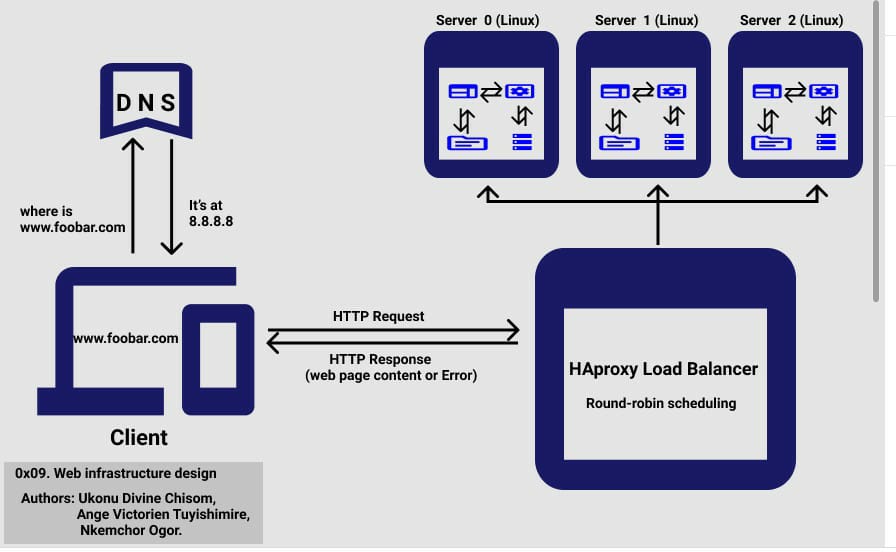 Server 0 (Linux)
Server 1 (Linux)
Server 2 (Linux)
DNS
where is
www.foobar.com
It's at
8.8.8.8
www.foobar.com
Client
HTTP Request
HTTP Response
(web page content or Error)
HAproxy Load Balancer
Round-robin scheduling
0x09. Web infrastructure design
Authors: Ukonu Divine Chisom,
Ange Victorien Tuyishimire,
Nkemchor Ogor.